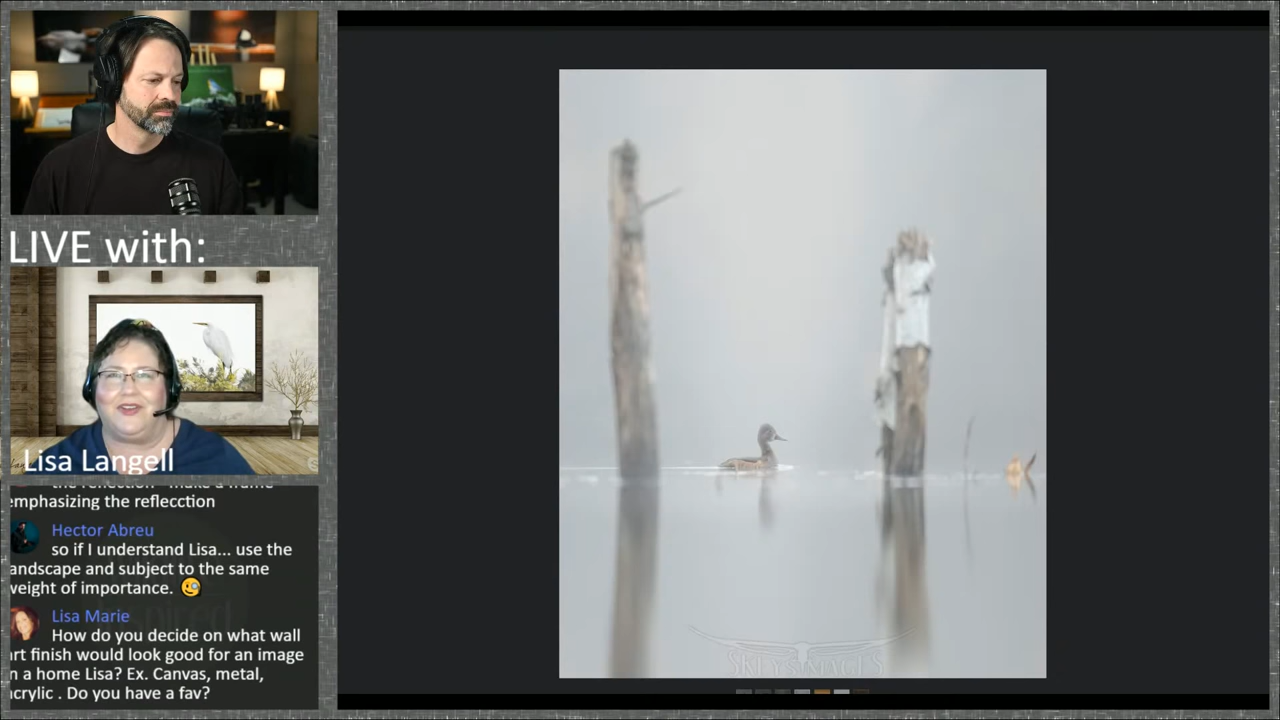 LIVE with:
Lisa Langell
emphasizing the reflecction
Hector Abreu
so if I understand Lisa... use the
andscape and subject to the same
weight of importance.
Lisa Marie
How do you decide on what wall
rt finish would look good for an image
n a home Lisa? Ex. Canvas, metal,
acrylic . Do you have a fav?